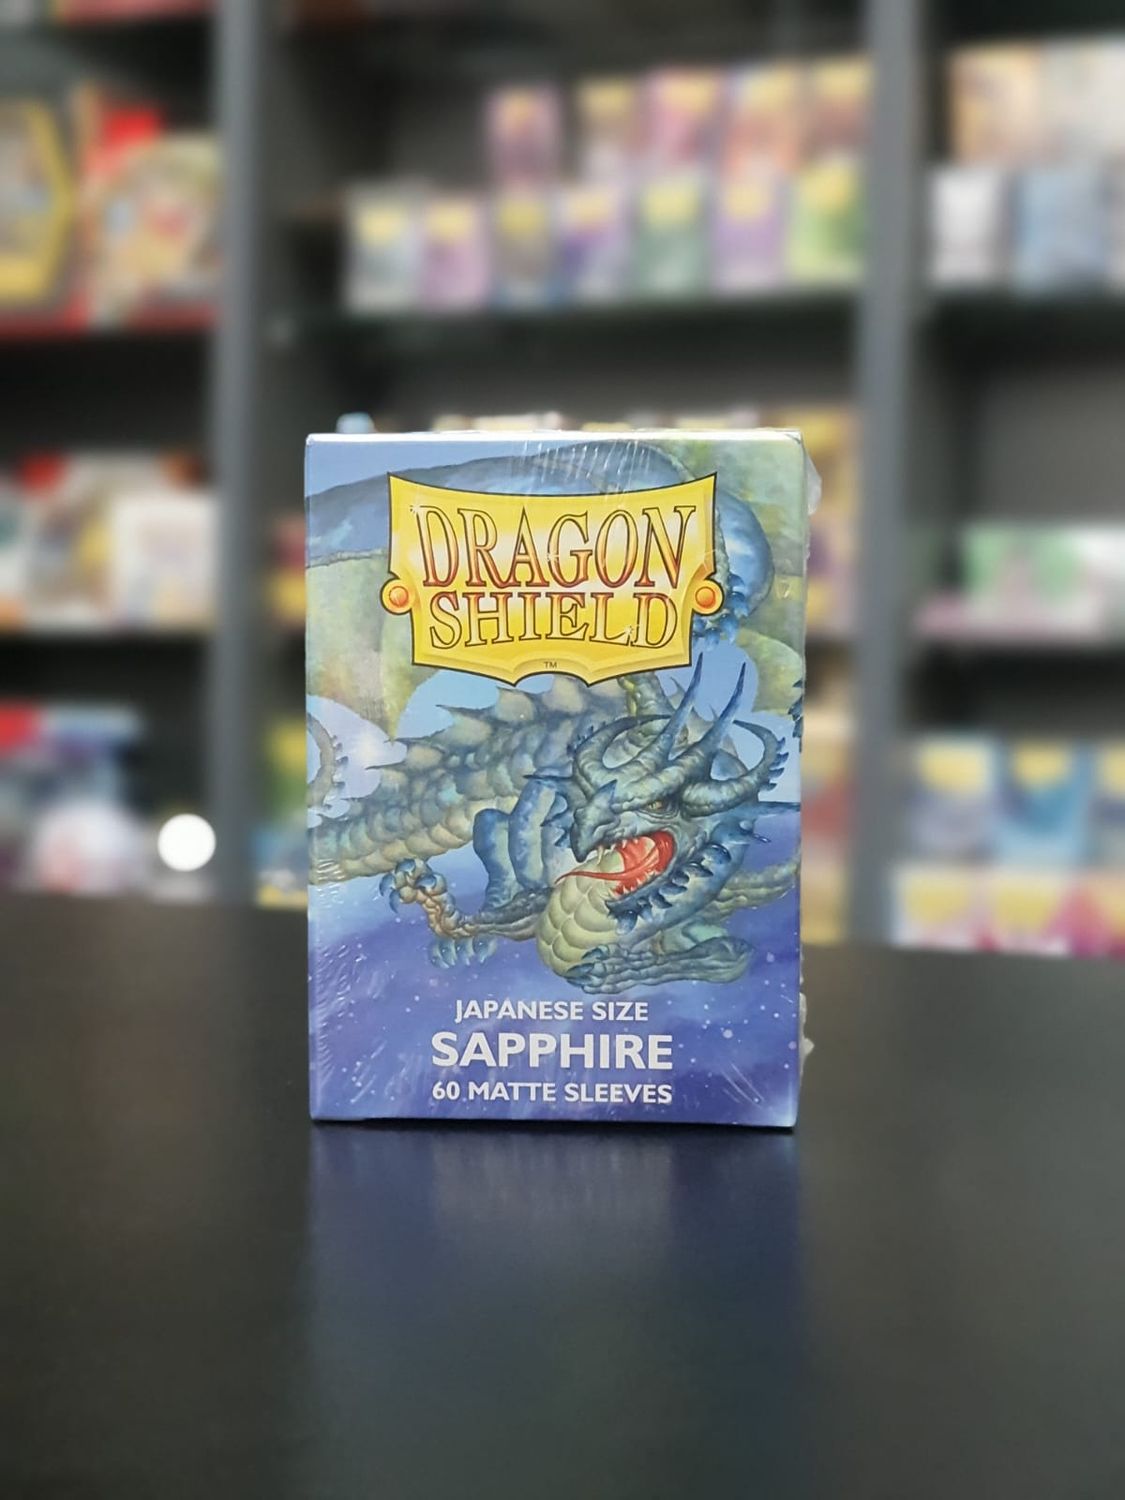 DRAGON
SHIELD
TM
JAPANESE SIZE
SAPPHIRE
60 MATTE SLEEVES